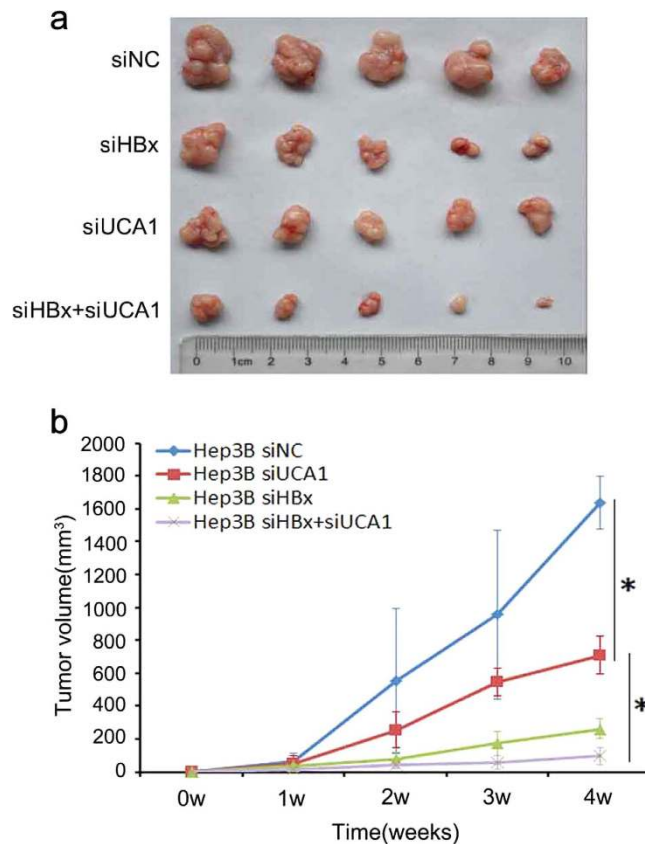 a
siNC
siHBx
siUCA1
siHBx+siUCA1
0 1cm 2 3 4 5 6 7 8 9 10
b
2000
1800
1600
1400
1200
1000
800
600
400
200
0
Tumor volume(mm³)
Hep3B siNC
Hep3B siUCA1
Hep3B siHBx
Hep3B siHBx+siUCA1
*
*
0w 1w 2w 3w 4w
Time(weeks)